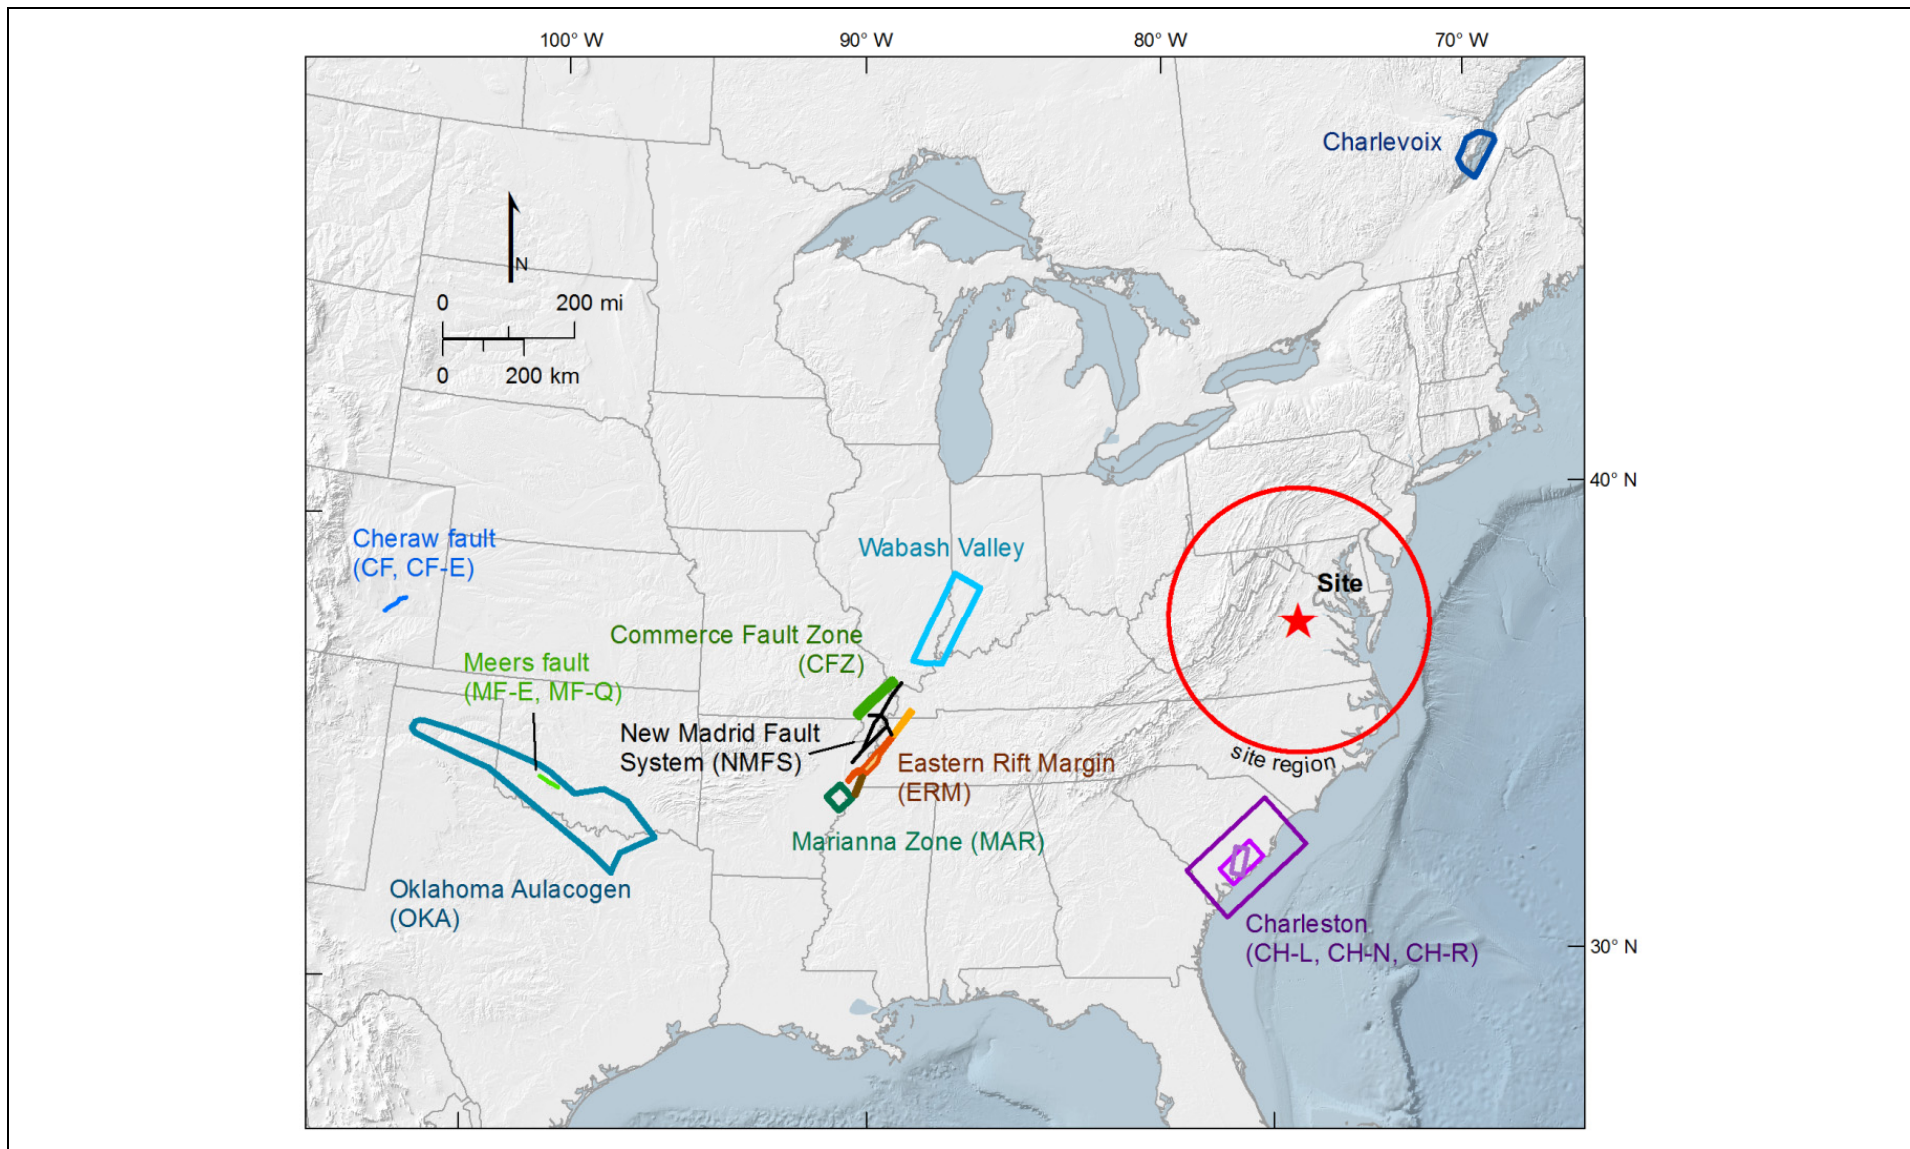 100° W
90° W
80° W
70° W
Charlevoix
N
0
200 mi
0
200 km
40° N
Cheraw fault
(CF, CF-E)
Wabash Valley
Site
Commerce Fault Zone
(CFZ)
Meers fault
(MF-E, MF-Q)
New Madrid Fault
System (NMFS)
Eastern Rift Margin
(ERM)
site region
Marianna Zone (MAR)
Oklahoma Aulacogen
(OKA)
Charleston
(CH-L, CH-N, CH-R)
30° N